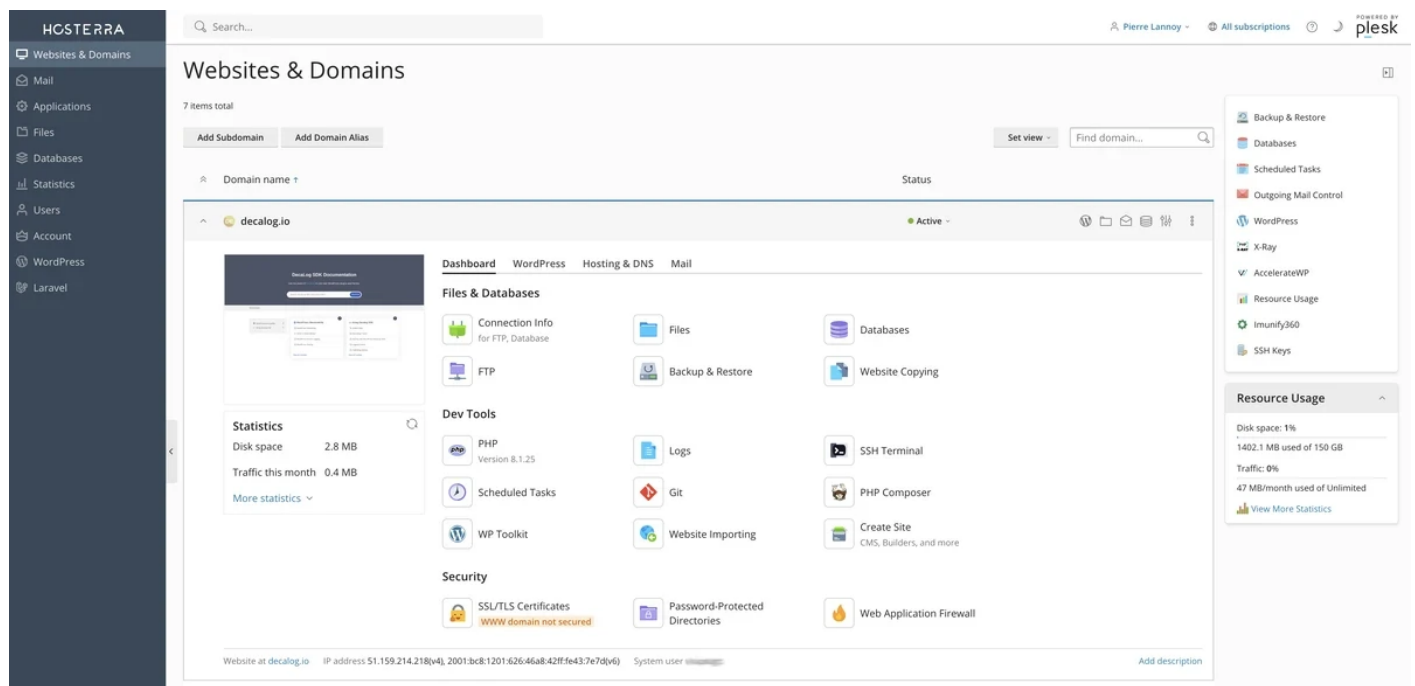 HOSTERRA
Search...
Pierre Lannoy
All subscriptions
POWERED BY
plesk
Websites & Domains
Mail
Applications
Files
Databases
Statistics
Users
Account
WordPress
Laravel
Websites & Domains
7 items total
Add Subdomain
Add Domain Alias
Set view
Find domain...
Domain name ↑
Status
decalog.io
Active
DecaLog SDK Documentation
Statistics
Disk space 2.8 MB
Traffic this month 0.4 MB
More statistics
Dashboard
WordPress
Hosting & DNS
Mail
Files & Databases
Connection Info
for FTP, Database
Files
Databases
FTP
Backup & Restore
Website Copying
Dev Tools
php
PHP
Version 8.1.25
Logs
SSH Terminal
Scheduled Tasks
Git
PHP Composer
WP Toolkit
Website Importing
Create Site
CMS, Builders, and more
Security
SSL/TLS Certificates
WWW domain not secured
Password-Protected
Directories
Web Application Firewall
Website at decalog.io
IP address 51.159.214.218(v4), 2001:bc8:1201:626:46a8:42ff:fe43:7e7d(v6)
System user
Add description
Backup & Restore
Databases
Scheduled Tasks
Outgoing Mail Control
WordPress
X-Ray
AccelerateWP
Resource Usage
Imunify360
SSH Keys
Resource Usage
Disk space: 1%
1402.1 MB used of 150 GB
Traffic: 0%
47 MB/month used of Unlimited
View More Statistics